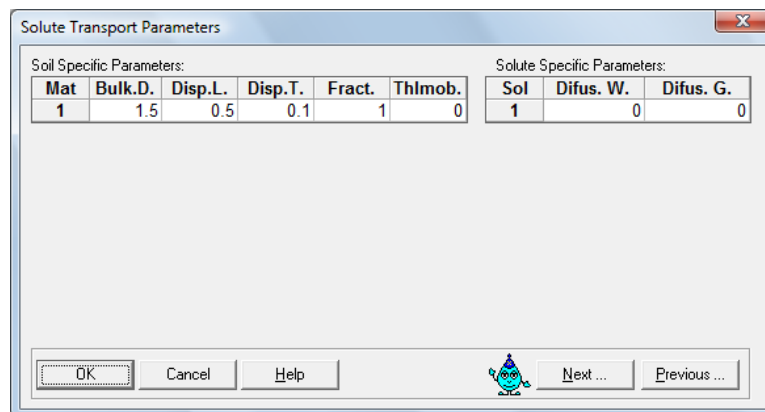 Solute Transport Parameters
Soil Specific Parameters:
Mat Bulk.D. Disp.L. Disp.T. Fract. ThImob.
1 1.5 0.5 0.1 1 0
Solute Specific Parameters:
Sol Difus. W. Difus. G.
1 0 0
OK Cancel Help Next ... Previous ...